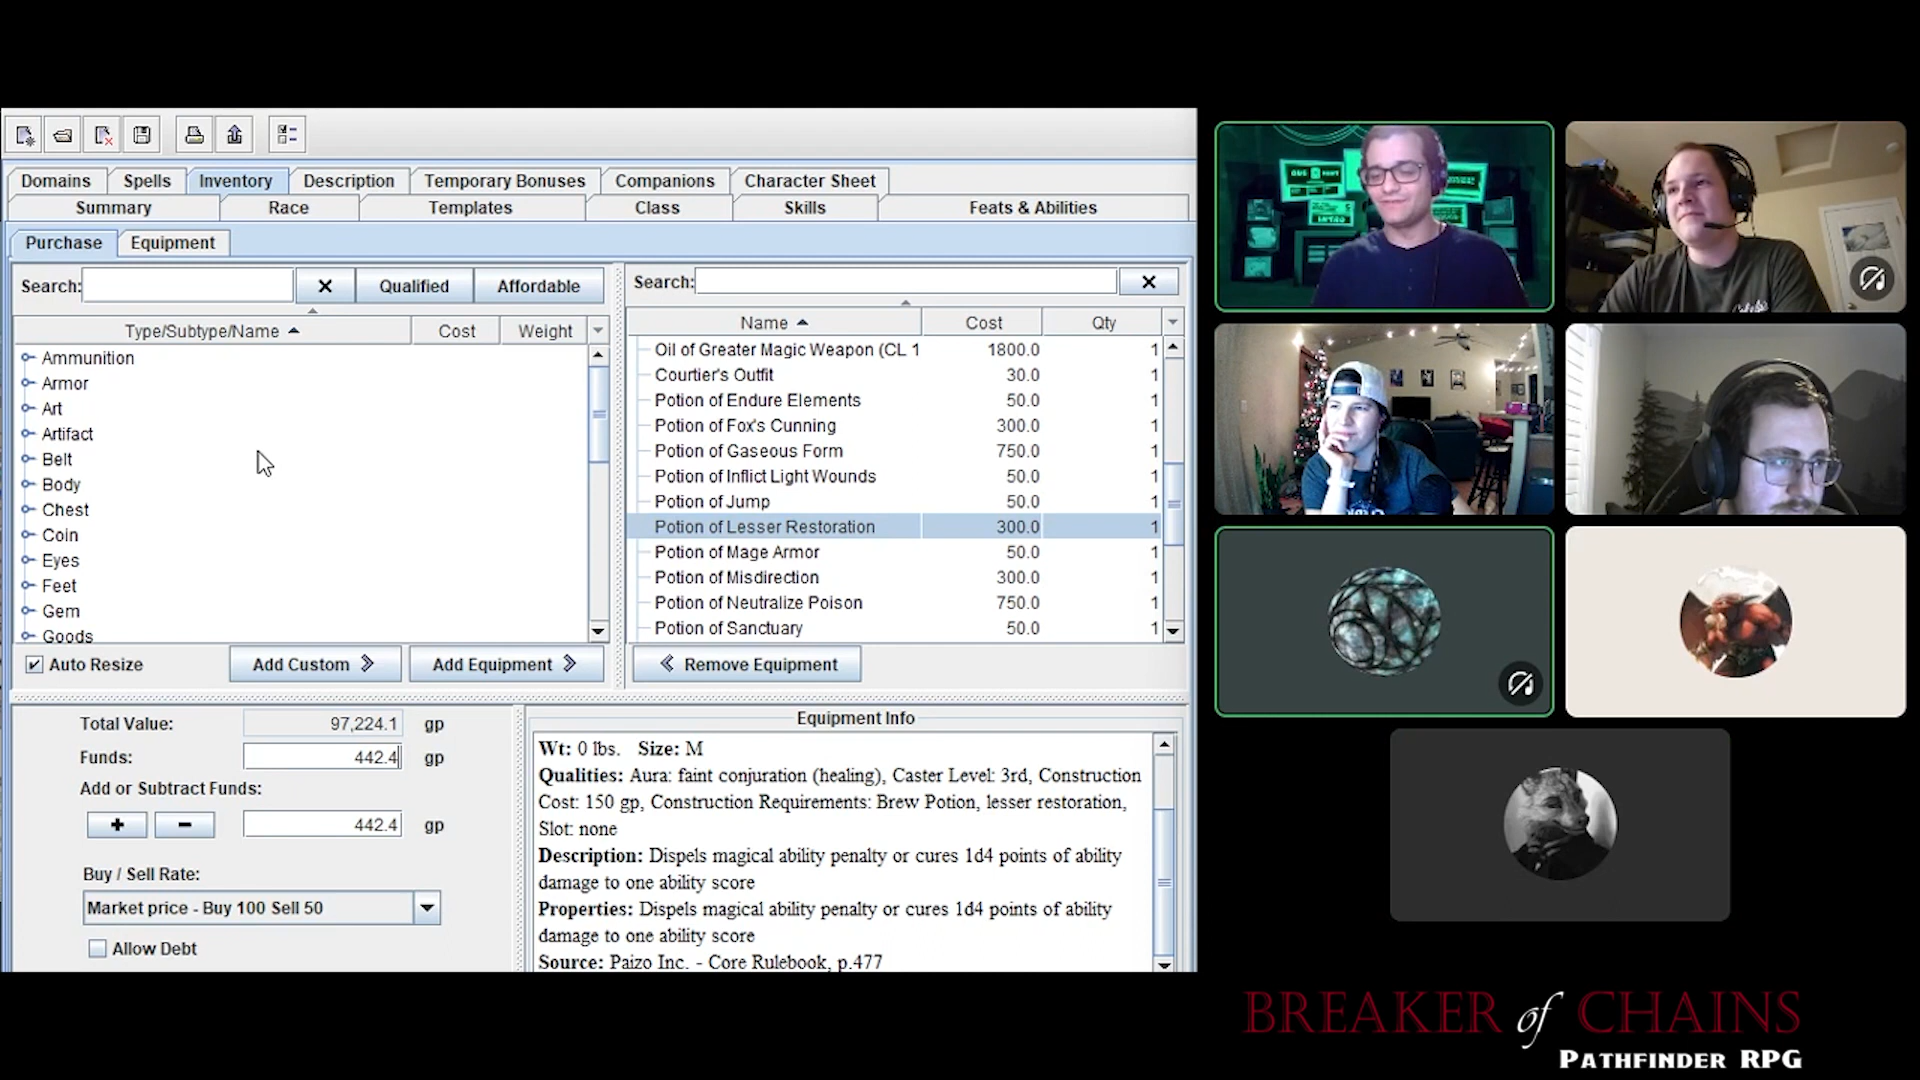 Domains Spells Inventory Description Temporary Bonuses Companions Character Sheet
Summary Race Templates Class Skills Feats & Abilities
Purchase Equipment
Search: Qualified Affordable
Type/Subtype/Name Cost Weight
Ammunition
Armor
Art
Artifact
Belt
Body
Chest
Coin
Eyes
Feet
Gem
Goods
Auto Resize Add Custom Add Equipment
Search:
Name Cost Qty
Oil of Greater Magic Weapon (CL 1 1800.0 1
Courtier's Outfit 30.0 1
Potion of Endure Elements 50.0 1
Potion of Fox's Cunning 300.0 1
Potion of Gaseous Form 750.0 1
Potion of Inflict Light Wounds 50.0 1
Potion of Jump 50.0 1
Potion of Lesser Restoration 300.0 1
Potion of Mage Armor 50.0 1
Potion of Misdirection 300.0 1
Potion of Neutralize Poison 750.0 1
Potion of Sanctuary 50.0 1
Remove Equipment
Total Value: 97,224.1 gp
Funds: 442.4 gp
Add or Subtract Funds:
+ - 442.4 gp
Buy / Sell Rate:
Market price - Buy 100 Sell 50
Allow Debt
Equipment Info
Wt: 0 lbs. Size: M
Qualities: Aura: faint conjuration (healing), Caster Level: 3rd, Construction
Cost: 150 gp, Construction Requirements: Brew Potion, lesser restoration,
Slot: none
Description: Dispels magical ability penalty or cures 1d4 points of ability
damage to one ability score
Properties: Dispels magical ability penalty or cures 1d4 points of ability
damage to one ability score
Source: Paizo Inc. - Core Rulebook, p.477
BREAKER of CHAINS
PATHFINDER RPG